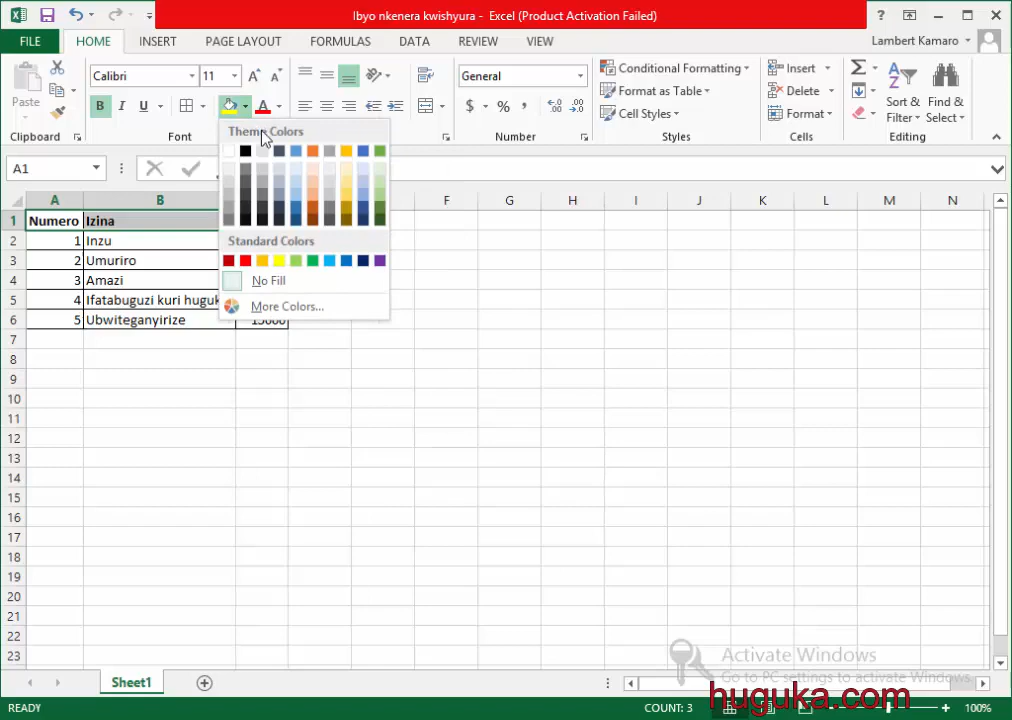 Ibyo nkenera kwishyura - Excel (Product Activation Failed)
FILE HOME INSERT PAGE LAYOUT FORMULAS DATA REVIEW VIEW Lambert Kamaro
Paste Calibri 11 General Conditional Formatting Insert
B I U A $ % Format as Table Delete
Cell Styles Format Sort & Filter Find & Select
Clipboard Font Number Styles Cells Editing
Theme Colors
A1
A B F G H I J K L M N
1 Numero Izina
2 1 Inzu
3 2 Umuriro
4 3 Amazi
5 4 Ifatabuguzi kuri huguk
6 5 Ubwiteganyirize 15000
Standard Colors
No Fill
More Colors...
7
8
9
10
11
12
13
14
15
16
17
18
19
20
21
22
23
Activate Windows
Go to PC settings to activate Windows.
Sheet1
huguka.com
READY COUNT: 3 100%